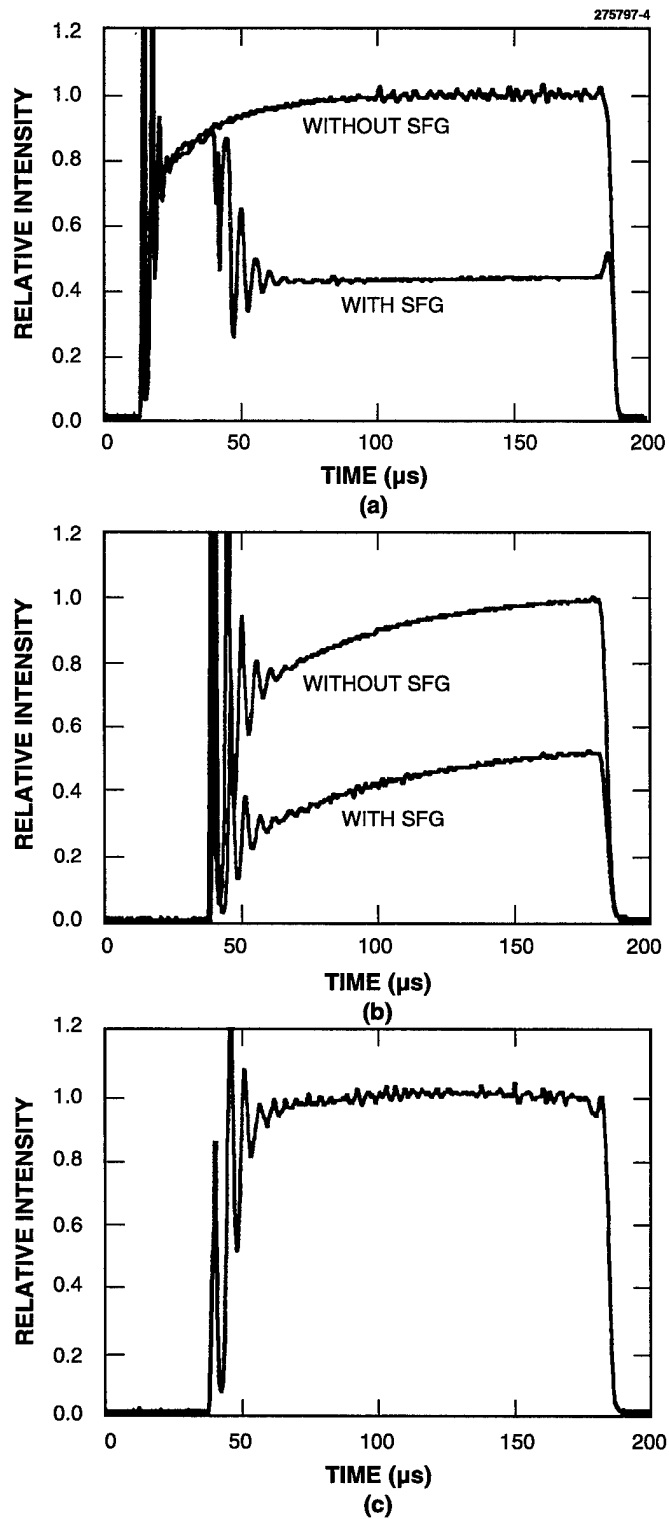 275797-4
1.2
1.0
0.8
0.6
0.4
0.2
0.0
RELATIVE INTENSITY
WITHOUT SFG
WITH SFG
0 50 100 150 200
TIME (μs)
(a)
1.2
1.0
0.8
0.6
0.4
0.2
0.0
RELATIVE INTENSITY
WITHOUT SFG
WITH SFG
0 50 100 150 200
TIME (μs)
(b)
1.2
1.0
0.8
0.6
0.4
0.2
0.0
RELATIVE INTENSITY
0 50 100 150 200
TIME (μs)
(c)